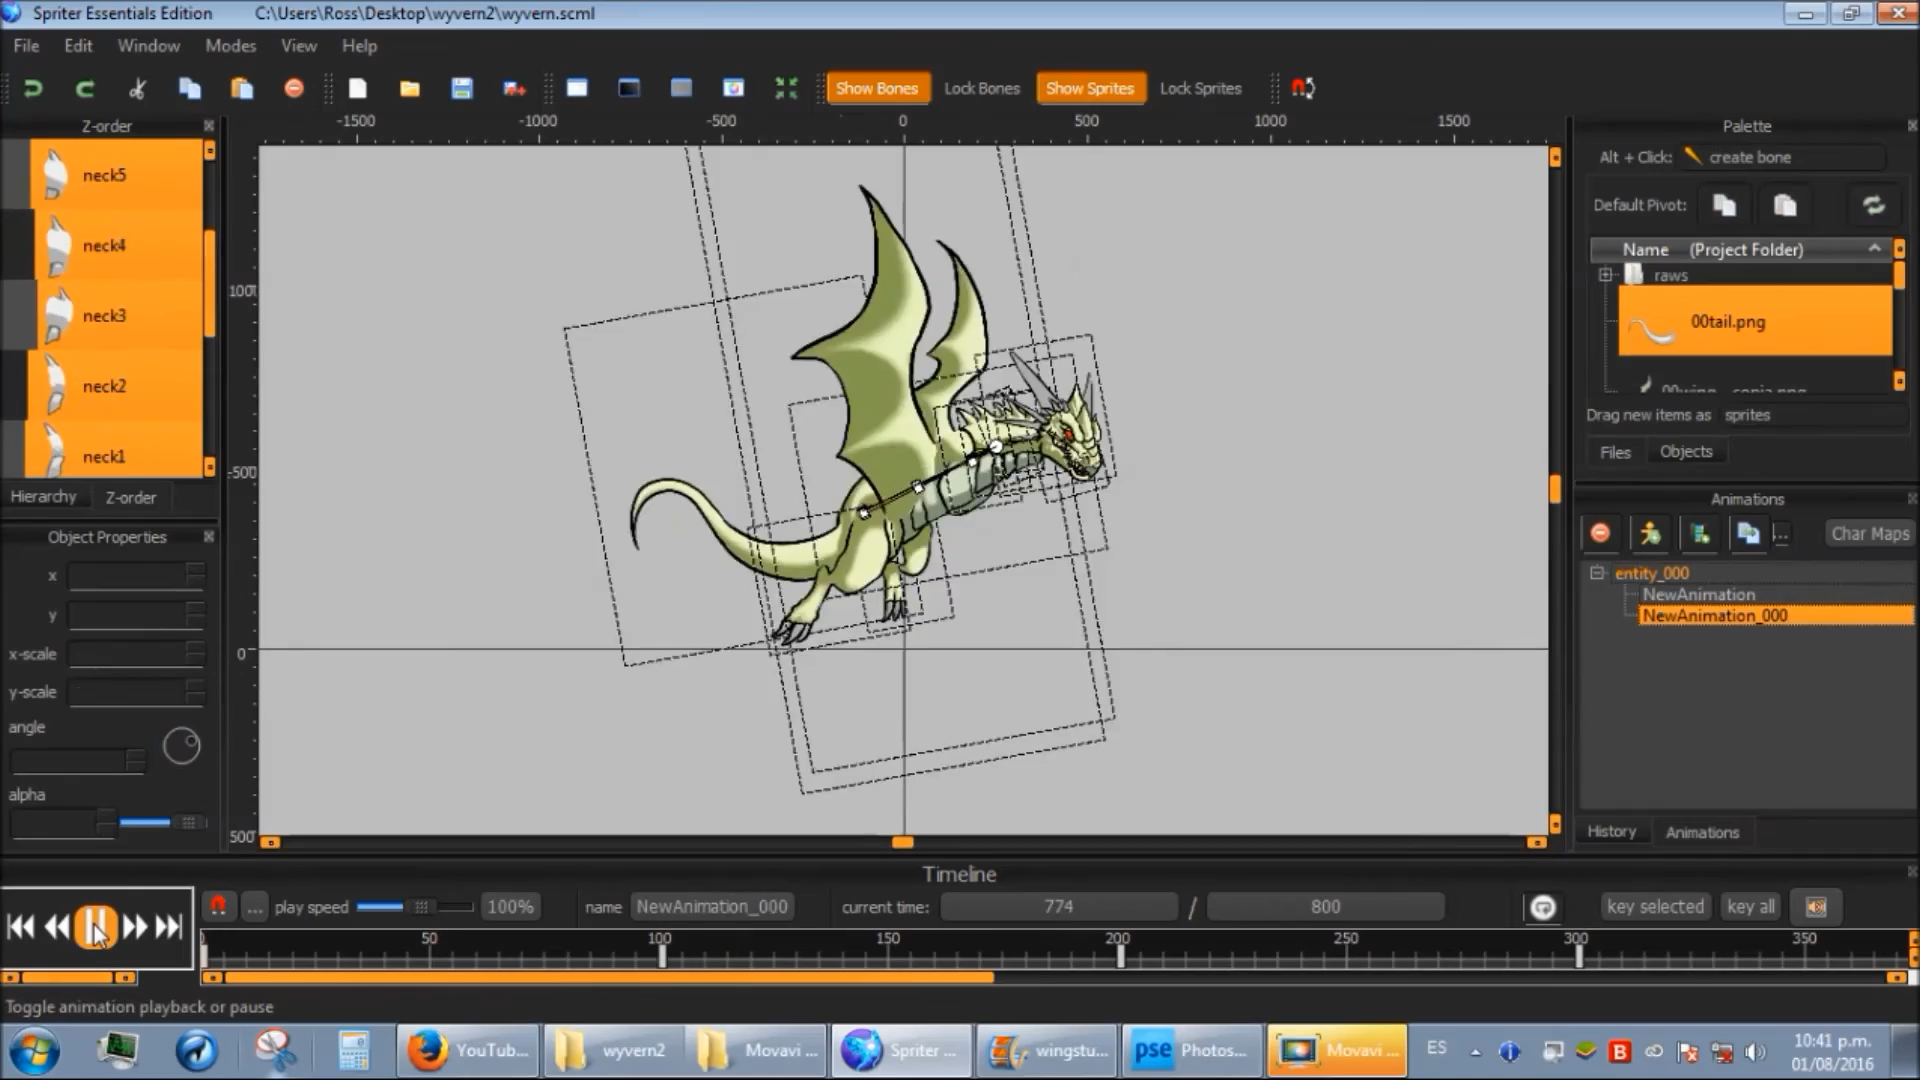 Spriter Essentials Edition C:\Users\Ross\Desktop\wyvern2\wyvern.scml
File Edit Window Modes View Help
Show Bones Lock Bones Show Sprites Lock Sprites
Z-order
neck5
neck4
neck3
neck2
neck1
Hierarchy Z-order
Object Properties
x
y
x-scale
y-scale
angle
alpha
-1500 -1000 -500 0 500 1000 1500
100
-500
0
500
Palette
Alt + Click: create bone
Default Pivot:
Name (Project Folder)
raws
00tail.png
Drag new items as sprites
Files Objects
Animations
... Char Maps
entity_000
NewAnimation
NewAnimation_000
History Animations
Timeline
... play speed 100% name NewAnimation_000 current time: 774 / 800 key selected key all
50 100 150 200 250 300 350
Toggle animation playback or pause
YouTub... wyvern2 Movavi ... Spriter ... wingstu... pse Photos... Movavi ... ES B 10:41 p.m.
01/08/2016